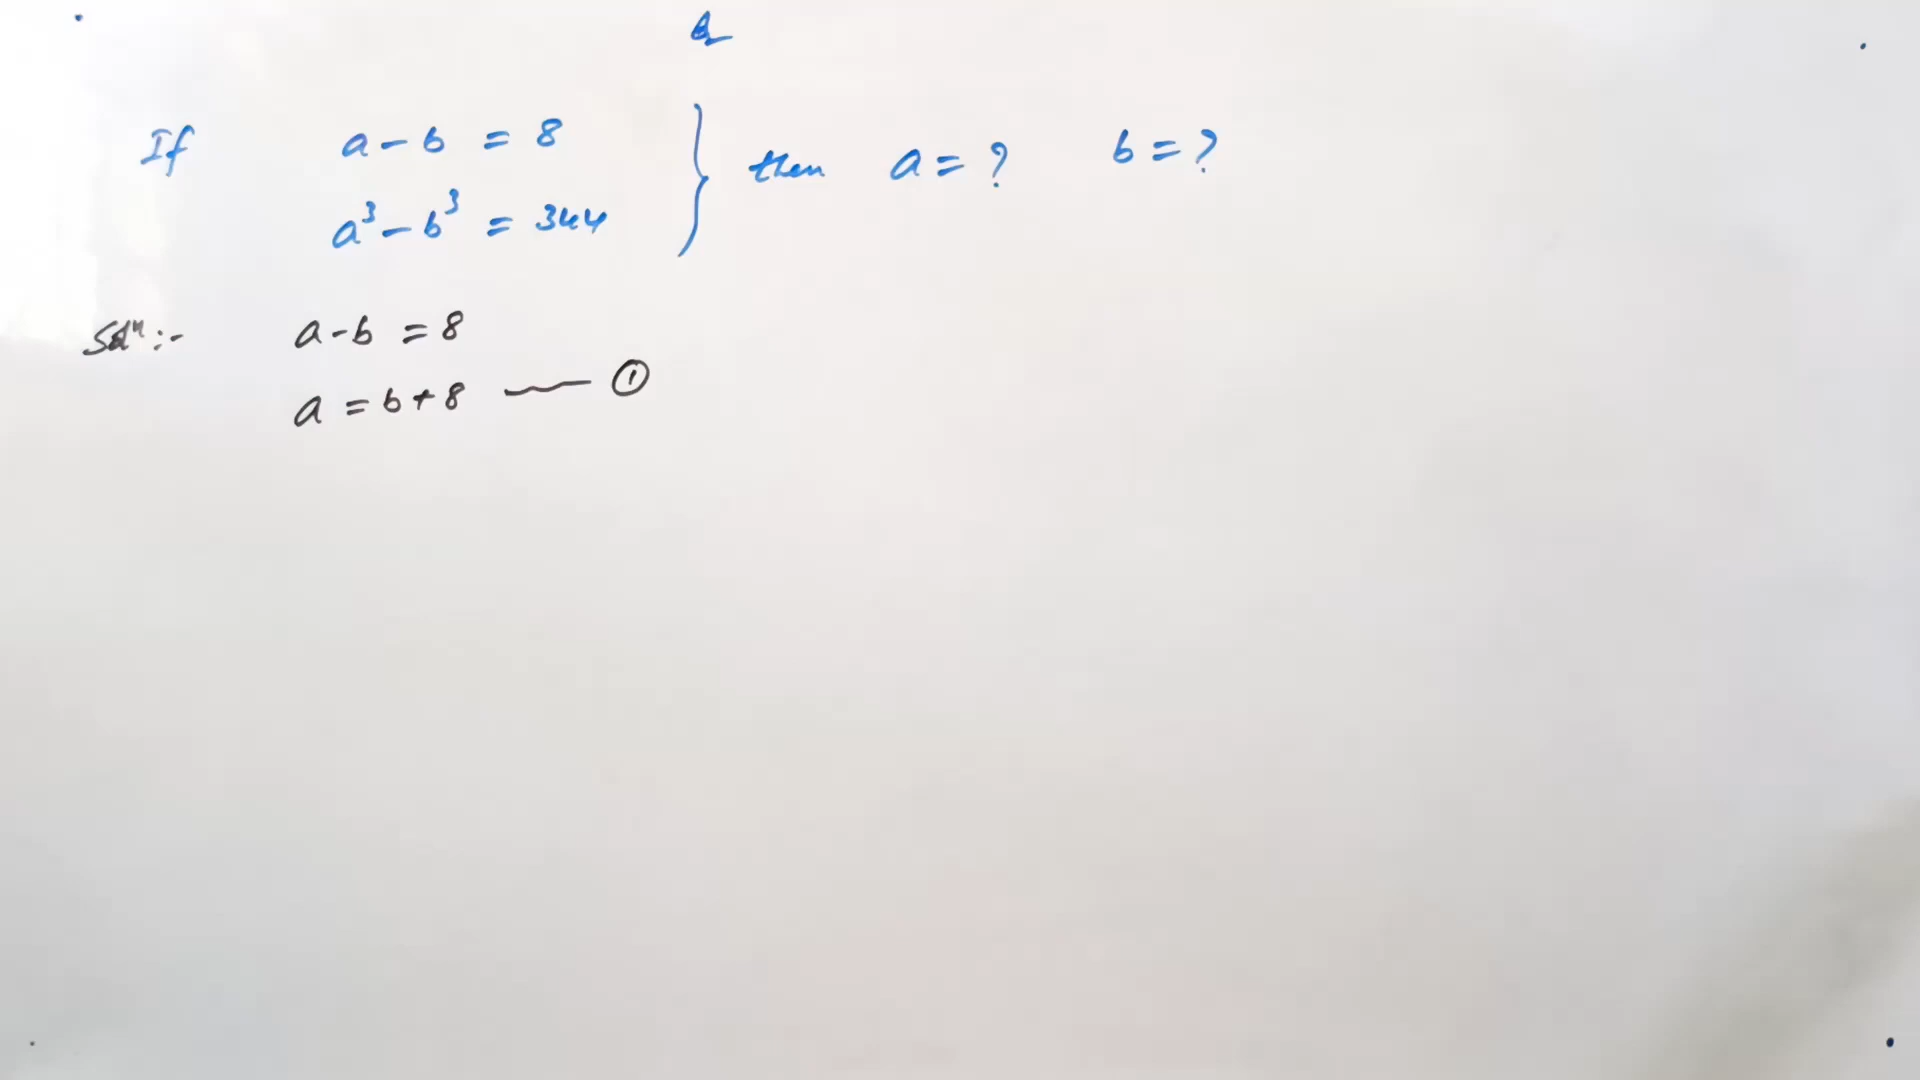 Q
If a - b = 8 } then a = ? b = ?
a³ - b³ = 344
Solⁿ :- a - b = 8
a = b + 8 —— ①